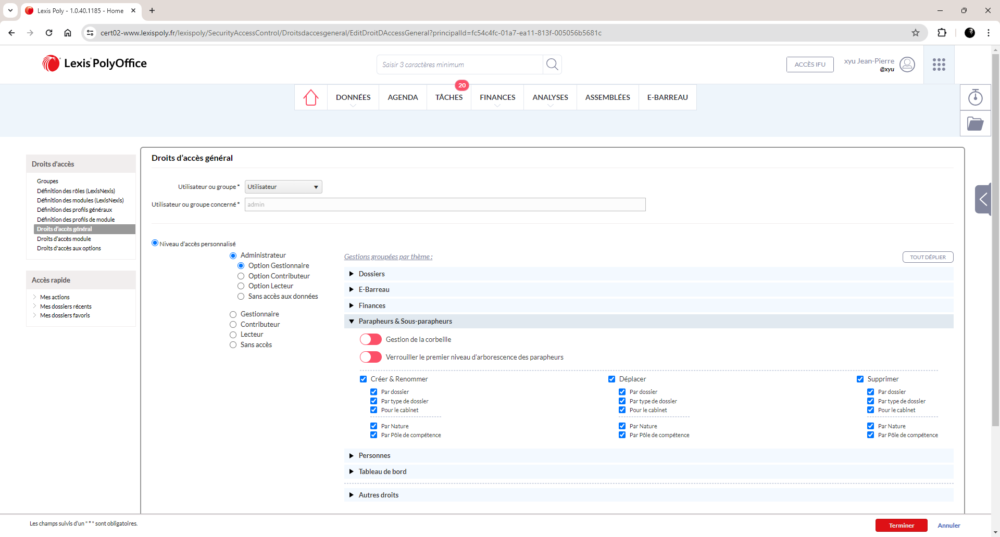 Lexis Poly - 1.0.40.1185 - Home
cert02-www.lexispoly.fr/lexispoly/SecurityAccessControl/Droitsdaccesgeneral/EditDroitDAccessGeneral?principalId=fc54c4fc-01a7-ea11-813f-005056b5681c
Lexis PolyOffice
Saisir 3 caractères minimum
ACCÈS IFU
xyu Jean-Pierre
@xyu
20
DONNÉES AGENDA TÂCHES FINANCES ANALYSES ASSEMBLÉES E-BARREAU
Droits d'accès
Groupes
Définition des rôles (LexisNexis)
Définition des modules (LexisNexis)
Définition des profils généraux
Définition des profils de module
Droits d'accès général
Droits d'accès module
Droits d'accès aux options
Accès rapide
Mes actions
Mes dossiers récents
Mes dossiers favoris
Droits d'accès général
Utilisateur ou groupe * Utilisateur
Utilisateur ou groupe concerné * admin
Niveau d'accès personnalisé
Administrateur
Option Gestionnaire
Option Contributeur
Option Lecteur
Sans accès aux données
Gestionnaire
Contributeur
Lecteur
Sans accès
Gestions groupées par thème :
TOUT DÉPLIER
Dossiers
E-Barreau
Finances
Parapheurs & Sous-parapheurs
Gestion de la corbeille
Verrouiller le premier niveau d'arborescence des parapheurs
Créer & Renommer
Par dossier
Par type de dossier
Pour le cabinet
Par Nature
Par Pôle de compétence
Déplacer
Par dossier
Par type de dossier
Pour le cabinet
Par Nature
Par Pôle de compétence
Supprimer
Par dossier
Par type de dossier
Pour le cabinet
Par Nature
Par Pôle de compétence
Personnes
Tableau de bord
Autres droits
Les champs suivis d'un " * " sont obligatoires.
Terminer
Annuler